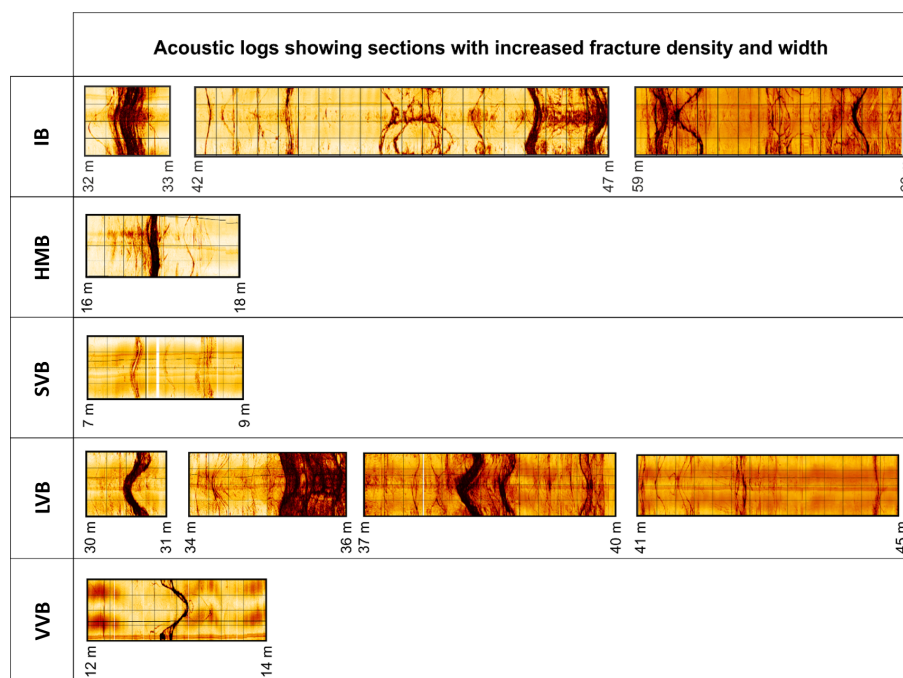 Acoustic logs showing sections with increased fracture density and width
IB
32 m
33 m
42 m
47 m
59 m
HMB
16 m
18 m
SVB
7 m
9 m
LVB
30 m
31 m
34 m
36 m
37 m
40 m
41 m
45 m
VVB
12 m
14 m